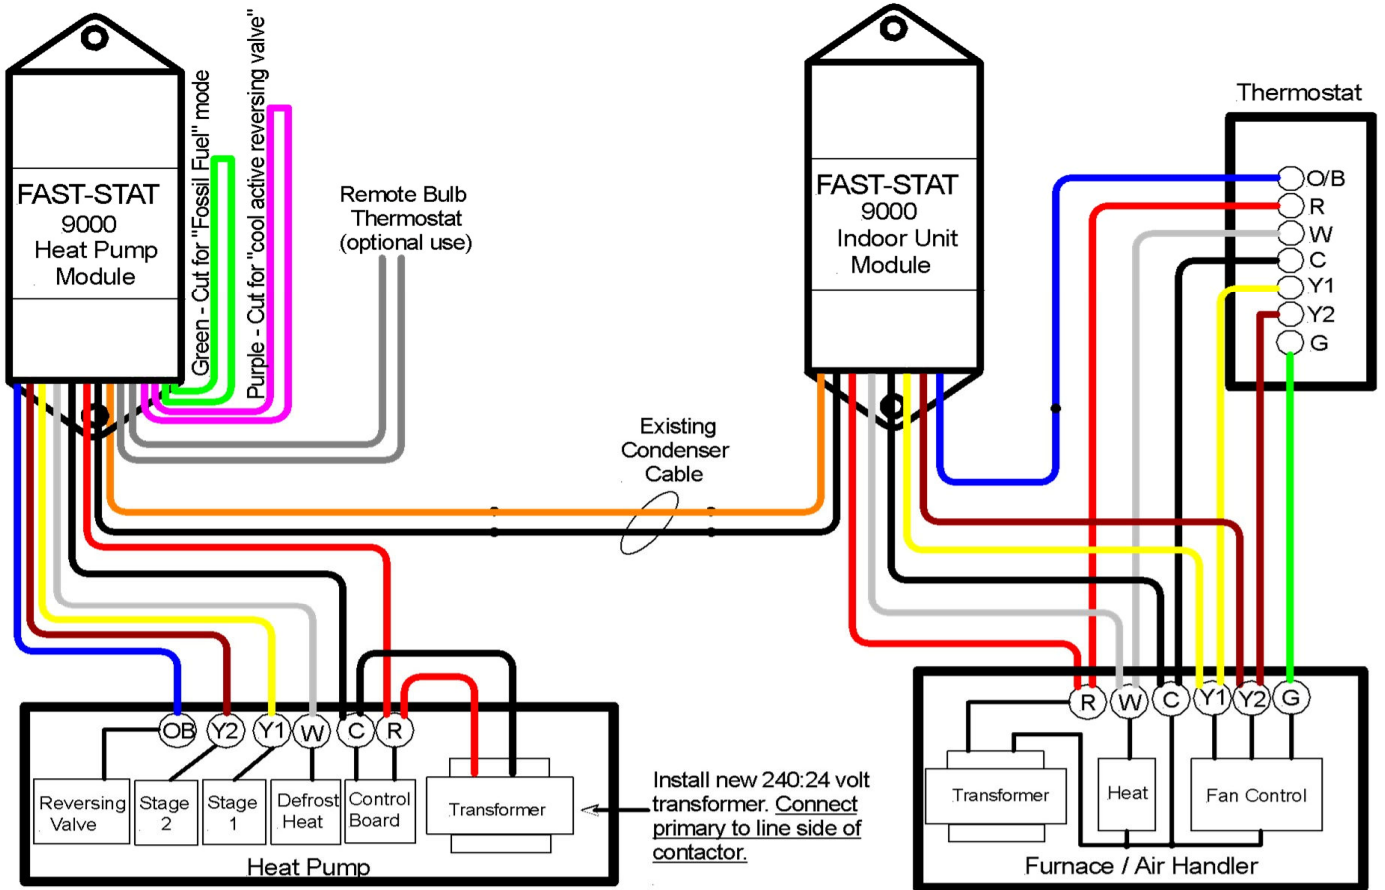 FAST-STAT
9000
Heat Pump
Module
Green - Cut for "Fossil Fuel" mode
Purple - Cut for "cool active reversing valve"
Remote Bulb
Thermostat
(optional use)
FAST-STAT
9000
Indoor Unit
Module
Thermostat
O/B
R
W
C
Y1
Y2
G
Existing
Condenser
Cable
OB
Y2
Y1
W
C
R
Reversing
Valve
Stage
2
Stage
1
Defrost
Heat
Control
Board
Transformer
Heat Pump
Install new 240:24 volt
transformer. Connect
primary to line side of
contactor.
R
W
C
Y1
Y2
G
Transformer
Heat
Fan Control
Furnace / Air Handler